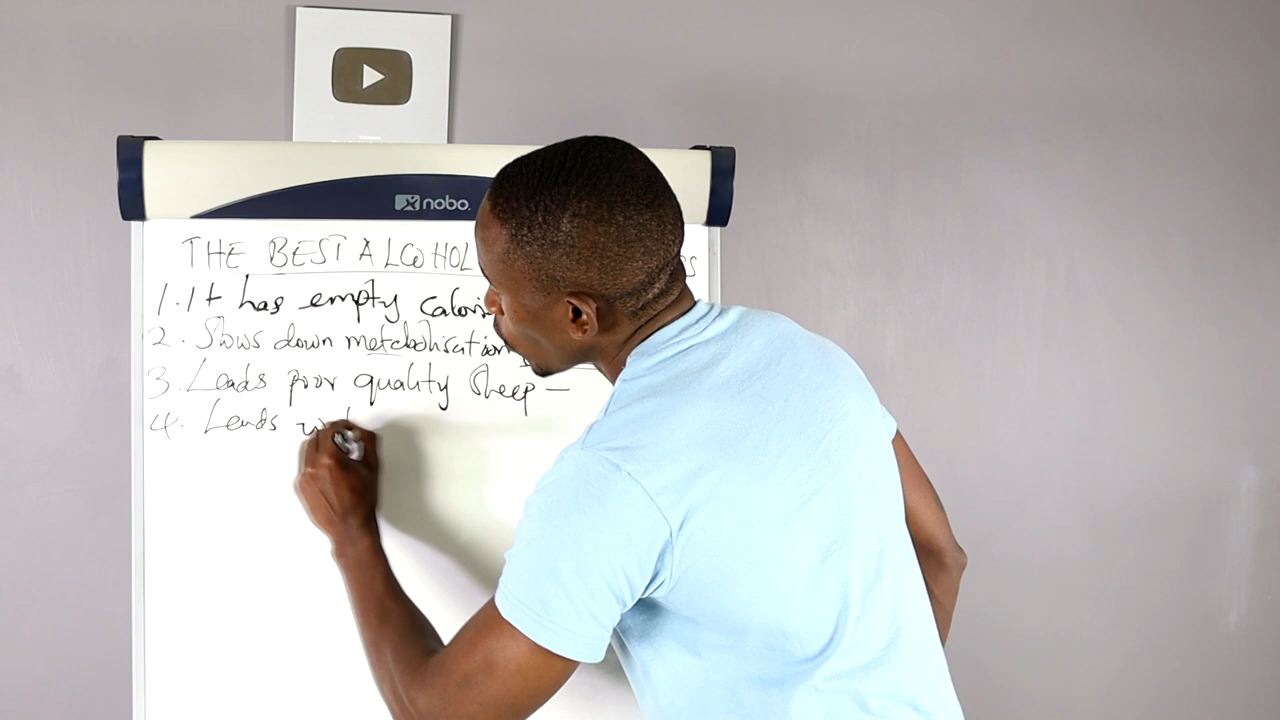 nobo.
THE BEST ALCOHOL
1. It has empty
2. Slows down metabolisation
3. Leads poor quality Sleep –
4. Leads